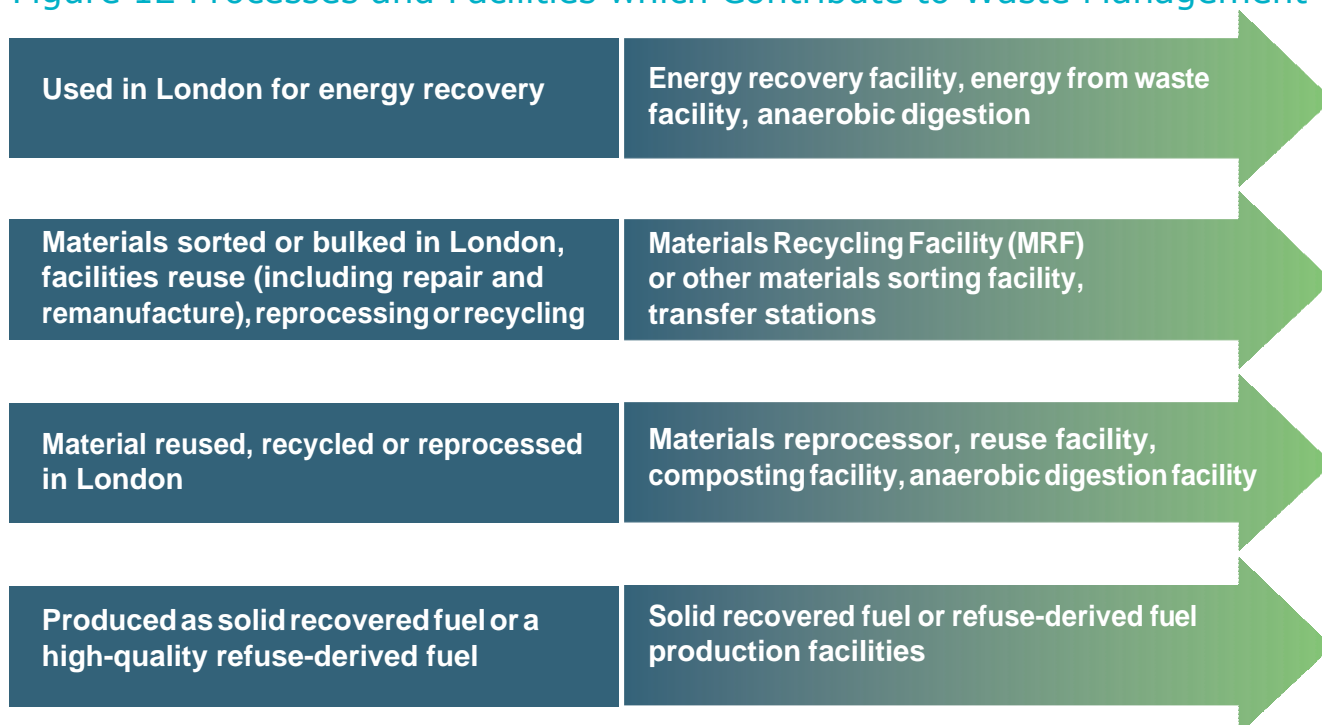 Figure 12 Processes and Facilities which Contribute to Waste Management
Used in London for energy recovery
Energy recovery facility, energy from waste
facility, anaerobic digestion
Materials sorted or bulked in London,
facilities reuse (including repair and
remanufacture), reprocessing or recycling
Materials Recycling Facility (MRF)
or other materials sorting facility,
transfer stations
Material reused, recycled or reprocessed
in London
Materials reprocessor, reuse facility,
composting facility, anaerobic digestion facility
Produced as solid recovered fuel or a
high-quality refuse-derived fuel
Solid recovered fuel or refuse-derived fuel
production facilities